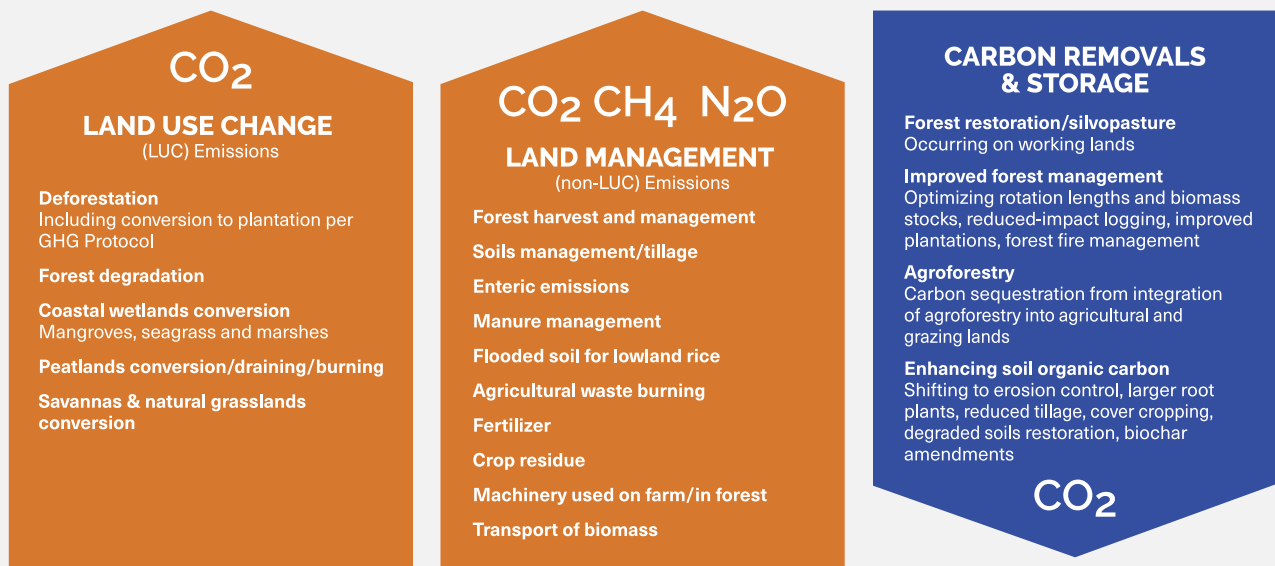 CO2
LAND USE CHANGE
(LUC) Emissions
Deforestation
Including conversion to plantation per
GHG Protocol
Forest degradation
Coastal wetlands conversion
Mangroves, seagrass and marshes
Peatlands conversion/draining/burning
Savannas & natural grasslands
conversion
CO2 CH4 N2O
LAND MANAGEMENT
(non-LUC) Emissions
Forest harvest and management
Soils management/tillage
Enteric emissions
Manure management
Flooded soil for lowland rice
Agricultural waste burning
Fertilizer
Crop residue
Machinery used on farm/in forest
Transport of biomass
CARBON REMOVALS
& STORAGE
Forest restoration/silvopasture
Occurring on working lands
Improved forest management
Optimizing rotation lengths and biomass
stocks, reduced-impact logging, improved
plantations, forest fire management
Agroforestry
Carbon sequestration from integration
of agroforestry into agricultural and
grazing lands
Enhancing soil organic carbon
Shifting to erosion control, larger root
plants, reduced tillage, cover cropping,
degraded soils restoration, biochar
amendments
CO2